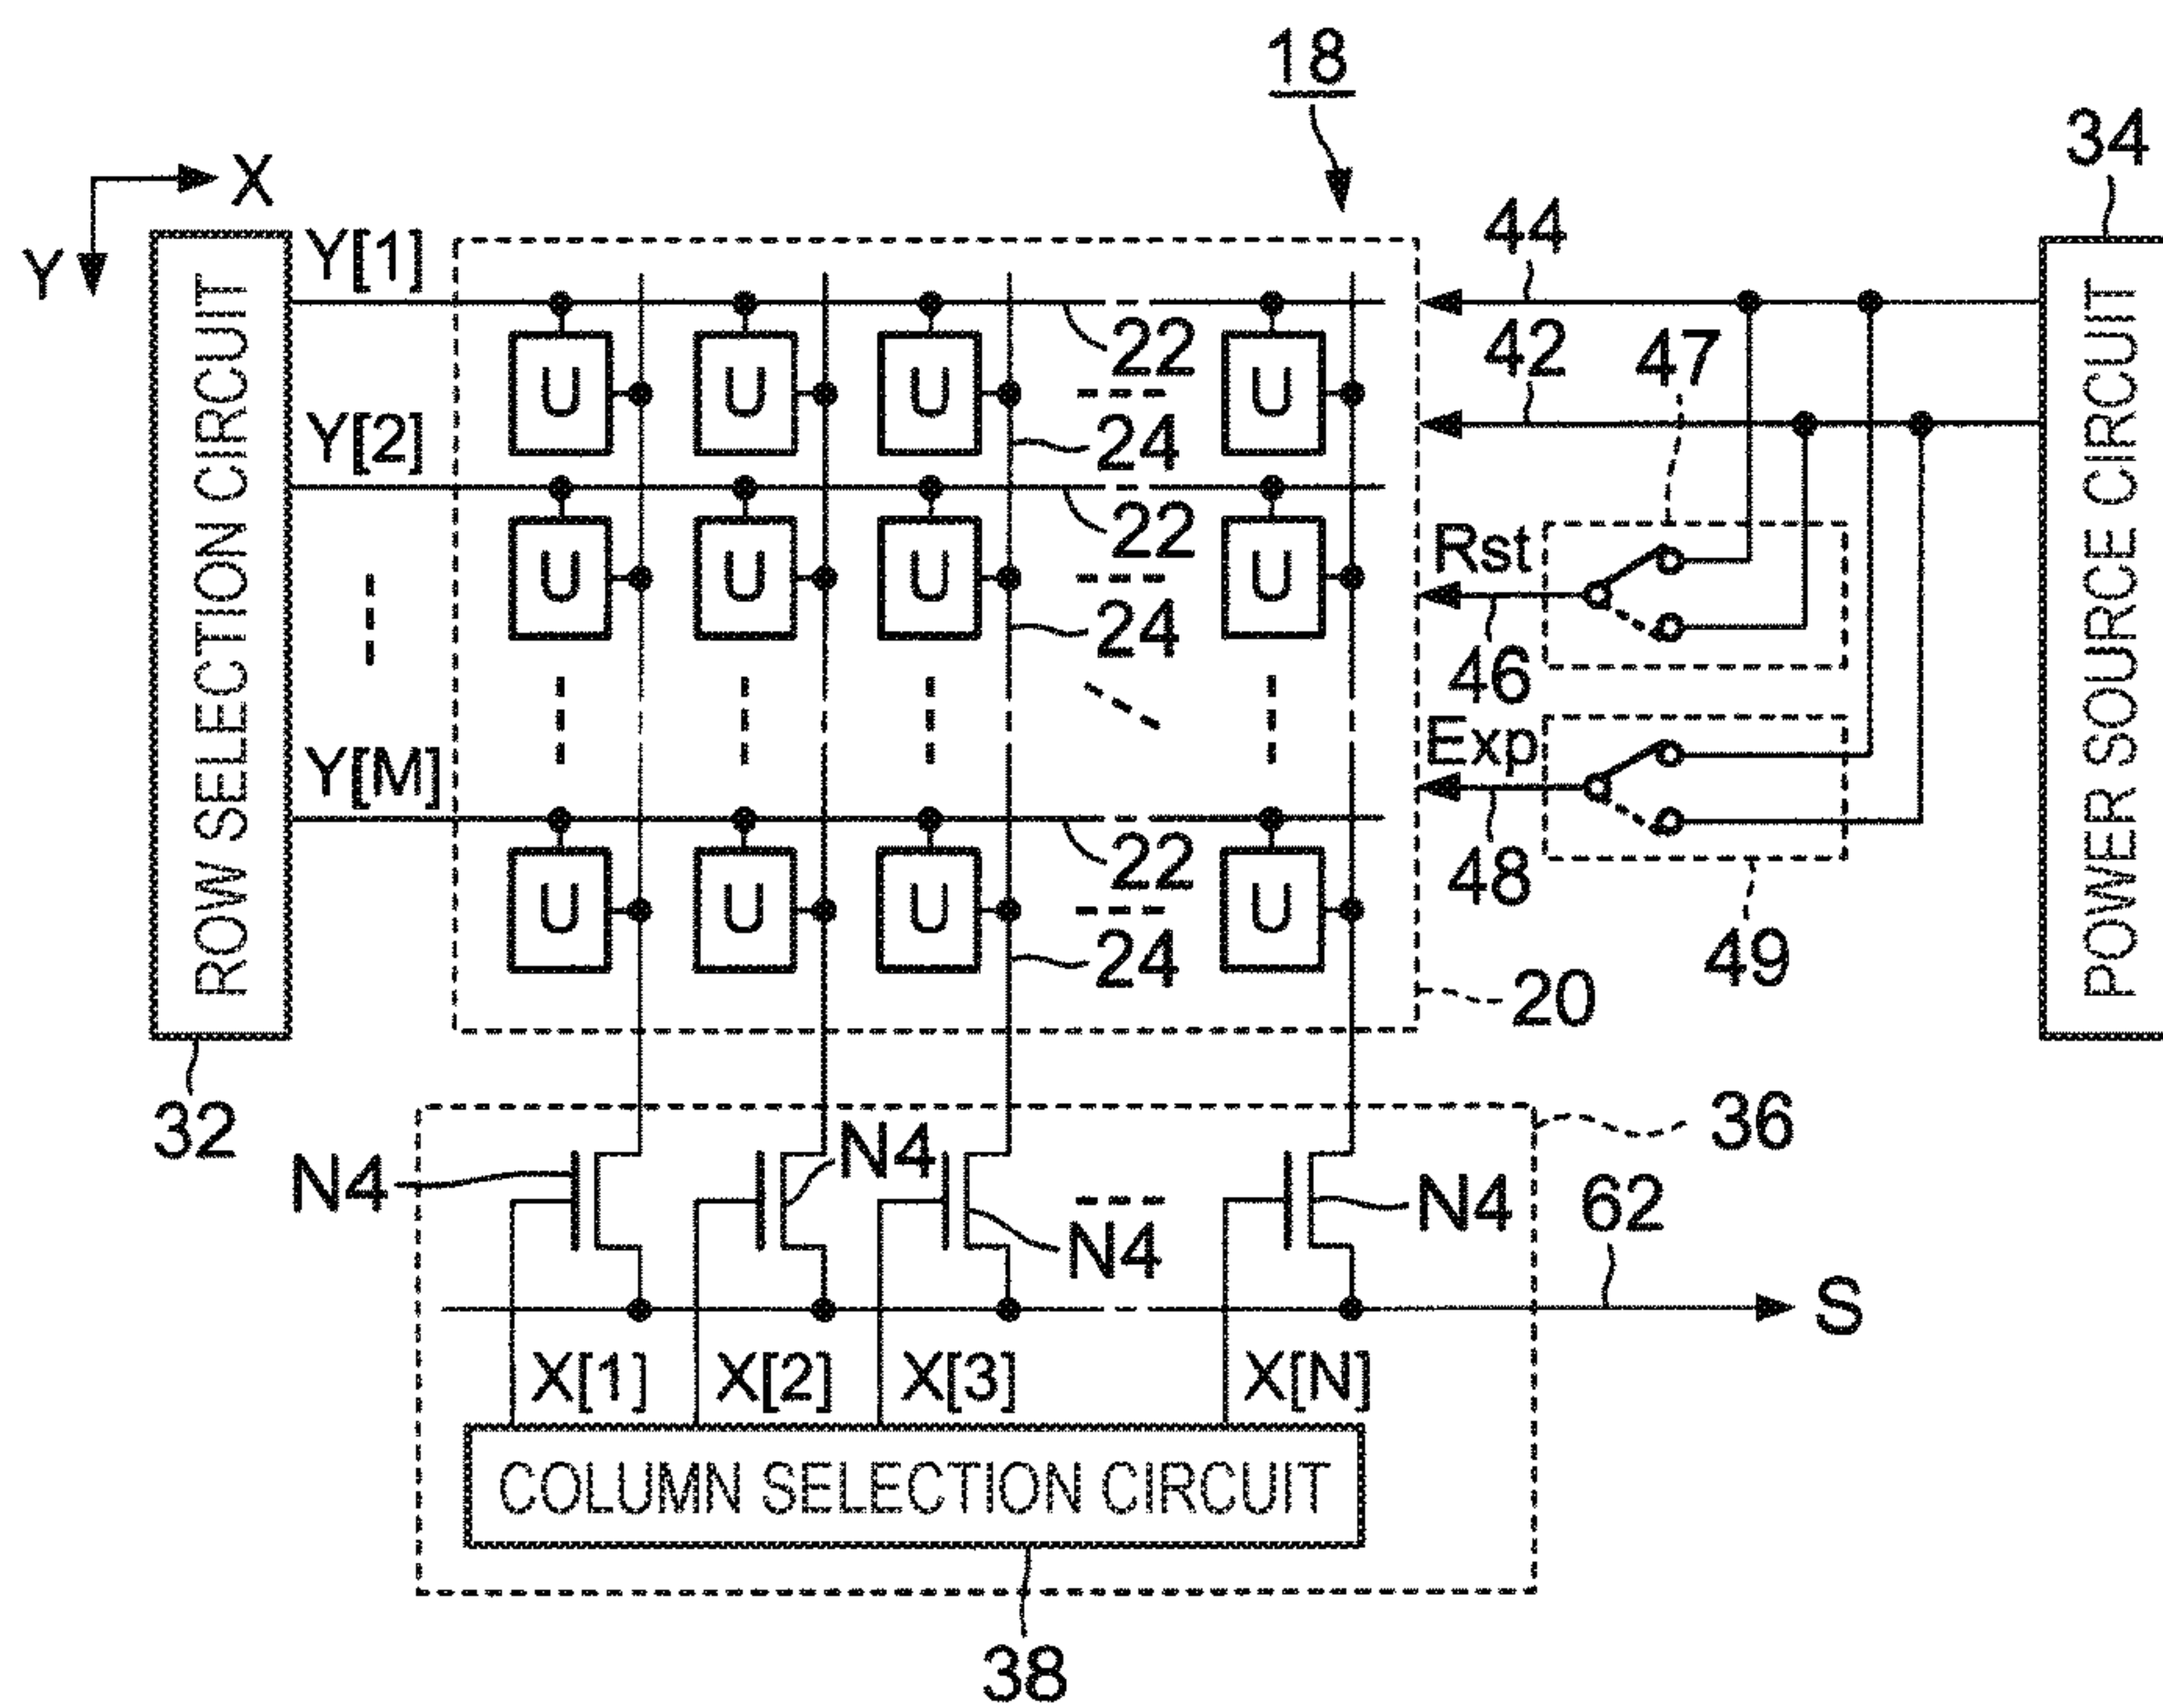 18
34
X
Y
Y[1]
44
22
42
47
U U U U
Y[2]
24
22
Rst
U U U U
24
46
Exp
Y[M]
22
48
U U U U
24
49
20
ROW SELECTION CIRCUIT
POWER SOURCE CIRCUIT
32
36
N4
N4
N4
N4
62
S
X[1] X[2] X[3] X[N]
COLUMN SELECTION CIRCUIT
38